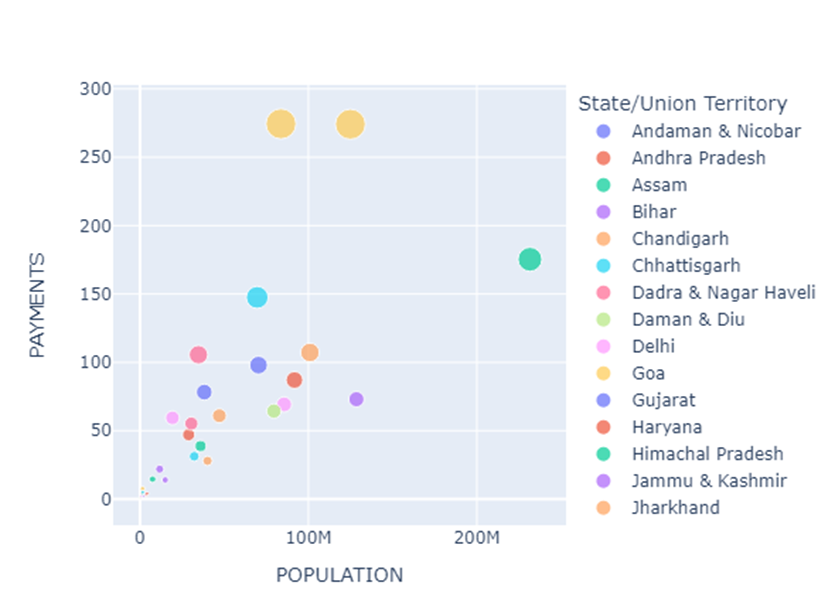 300
250
200
150
100
50
0
PAYMENTS
0 100M 200M
POPULATION
State/Union Territory
Andaman & Nicobar
Andhra Pradesh
Assam
Bihar
Chandigarh
Chhattisgarh
Dadra & Nagar Haveli
Daman & Diu
Delhi
Goa
Gujarat
Haryana
Himachal Pradesh
Jammu & Kashmir
Jharkhand